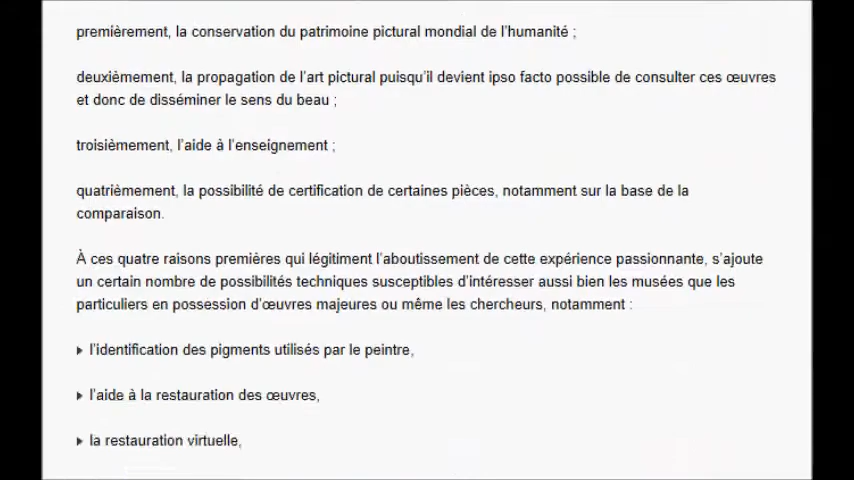 premièrement, la conservation du patrimoine pictural mondial de l'humanité ;
deuxièmement, la propagation de l'art pictural puisqu'il devient ipso facto possible de consulter ces œuvres
et donc de disséminer le sens du beau ;
troisièmement, l'aide à l'enseignement ;
quatrièmement, la possibilité de certification de certaines pièces, notamment sur la base de la
comparaison.
À ces quatre raisons premières qui légitiment l'aboutissement de cette expérience passionnante, s'ajoute
un certain nombre de possibilités techniques susceptibles d'intéresser aussi bien les musées que les
particuliers en possession d'œuvres majeures ou même les chercheurs, notamment :
l'identification des pigments utilisés par le peintre,
l'aide à la restauration des œuvres,
la restauration virtuelle,